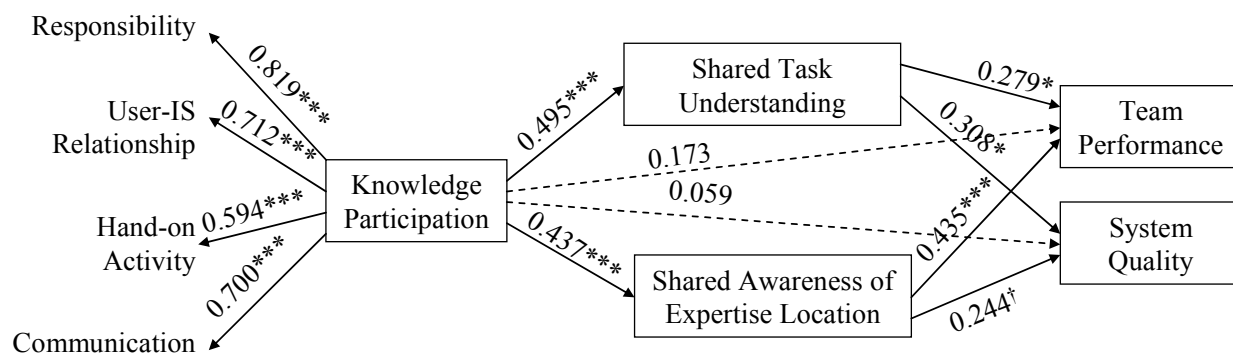 Responsibility
0.819***
User-IS
Relationship
0.712***
Hand-on
Activity
0.594***
Communication
0.700***
Knowledge
Participation
0.495***
0.173
0.059
0.437***
Shared Task
Understanding
Shared Awareness of
Expertise Location
0.279*
0.308*
0.435***
0.244†
Team
Performance
System
Quality